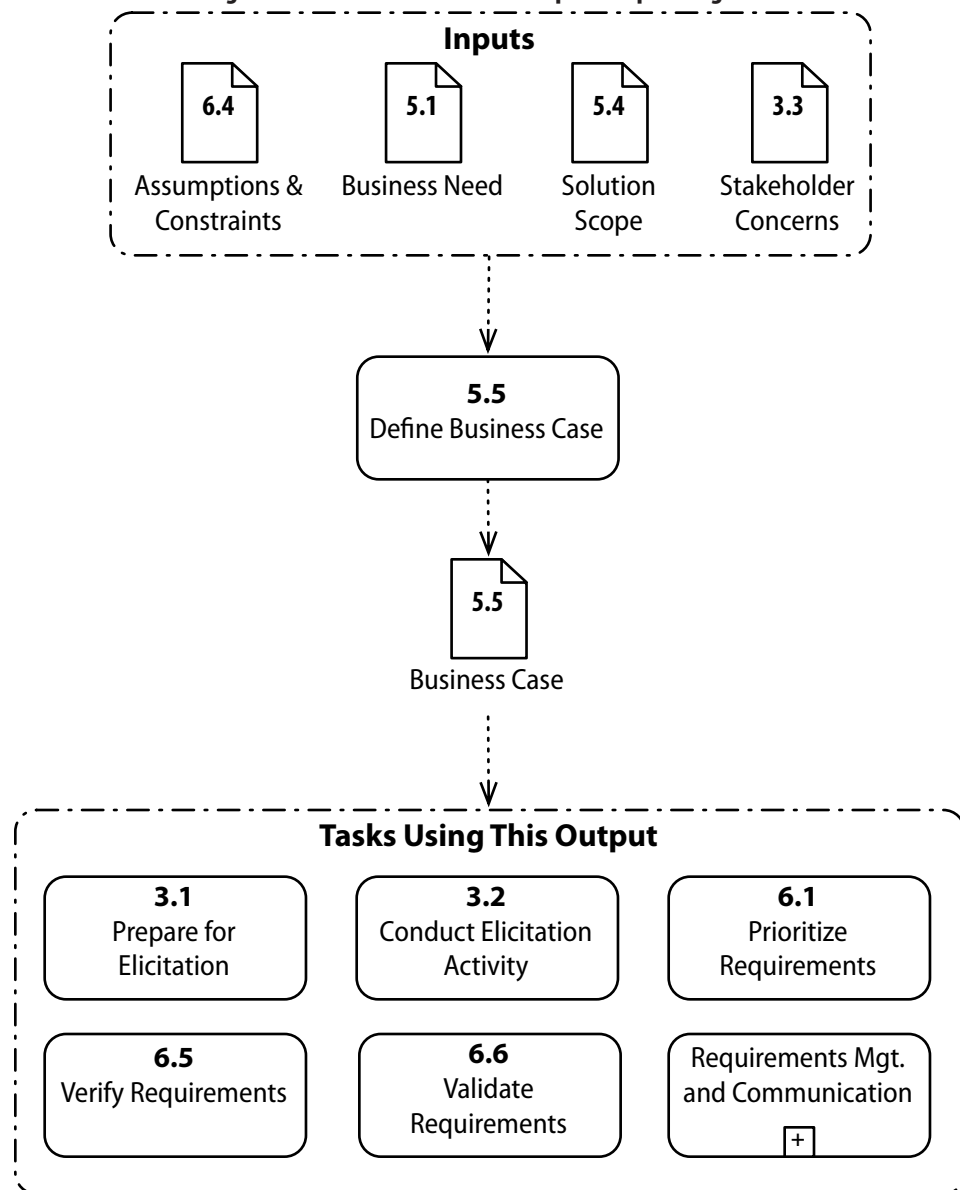 Inputs
6.4
5.1
5.4
3.3
Assumptions &
Constraints
Business Need
Solution
Scope
Stakeholder
Concerns
5.5
Define Business Case
5.5
Business Case
Tasks Using This Output
3.1
Prepare for
Elicitation
3.2
Conduct Elicitation
Activity
6.1
Prioritize
Requirements
6.5
Verify Requirements
6.6
Validate
Requirements
Requirements Mgt.
and Communication
+